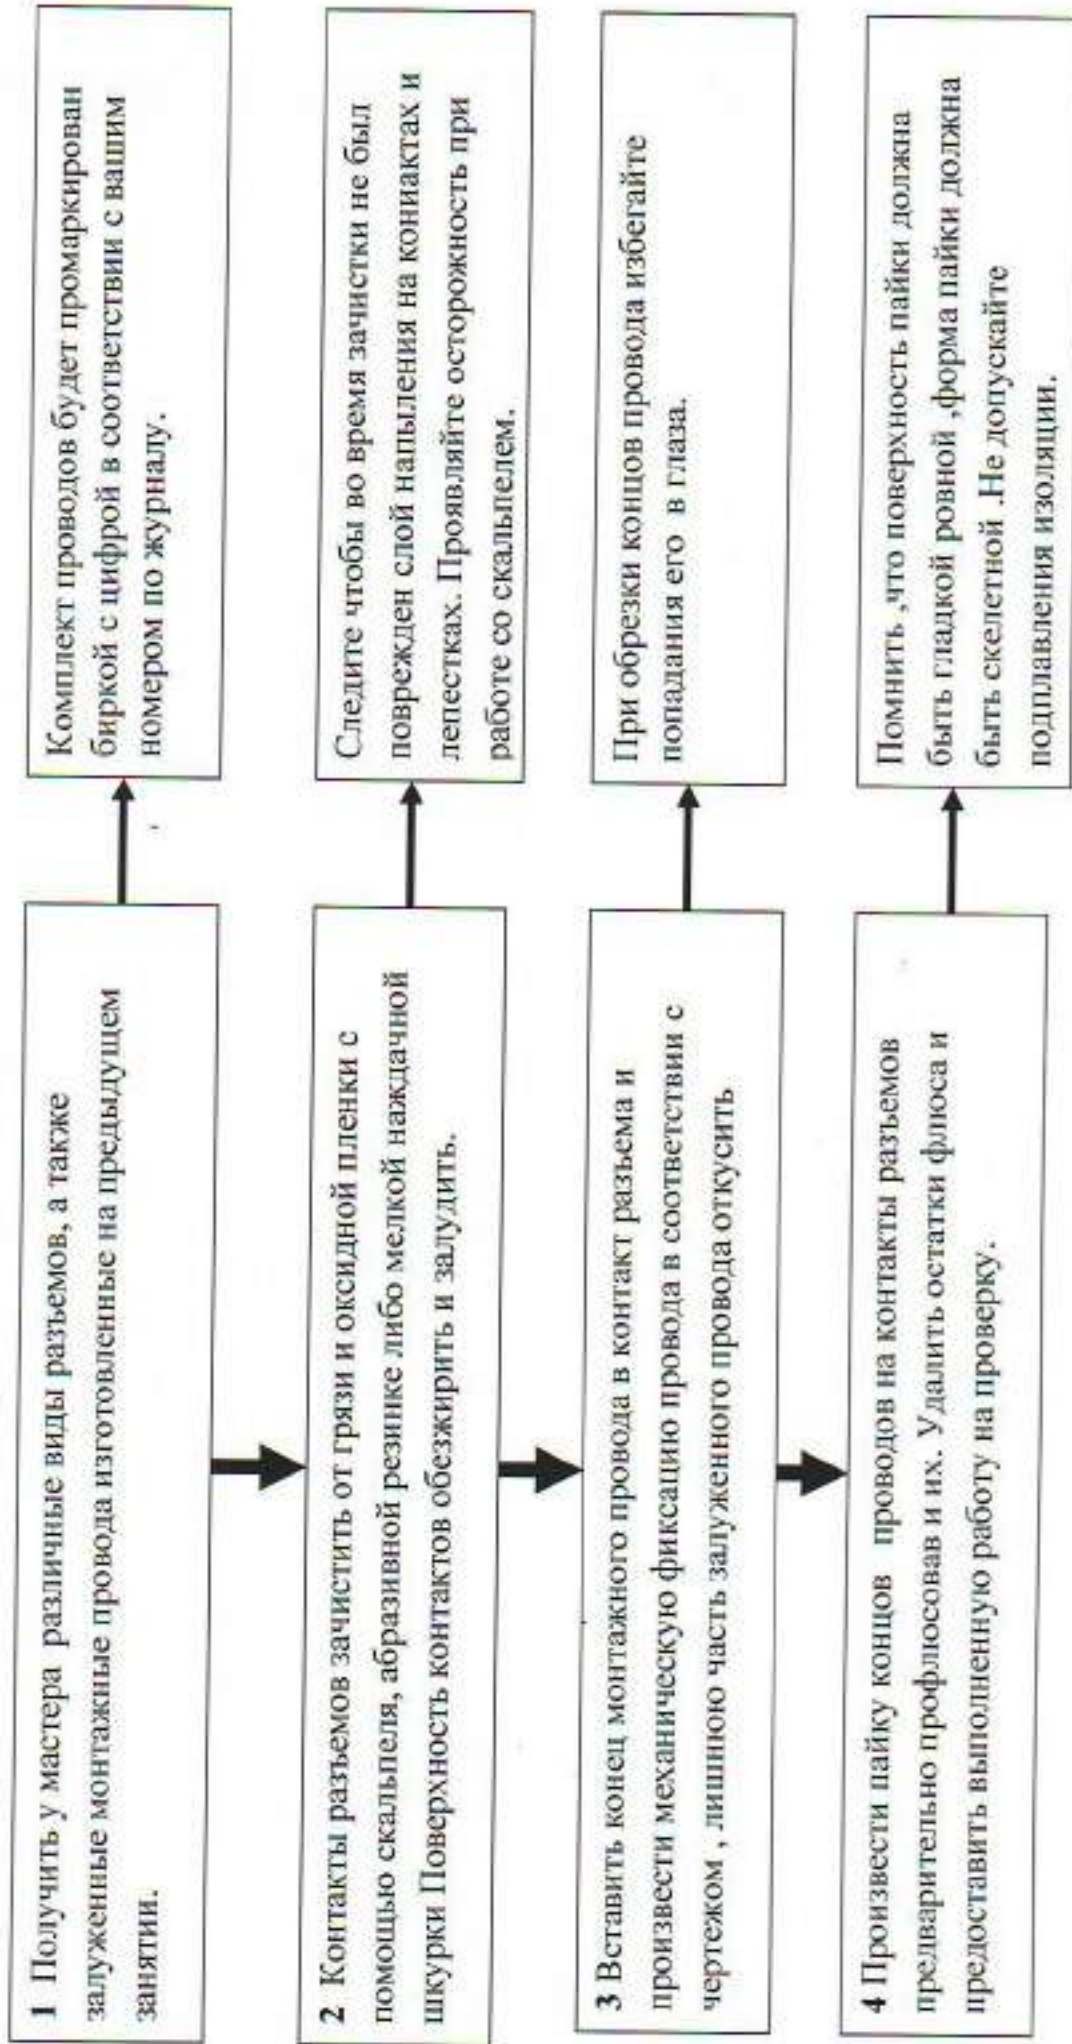 1 Получить у мастера различные виды разъемов, а также
залуженные монтажные провода изготовленные на предыдущем
занятии.
Комплект проводов будет промаркирован
биркой с цифрой в соответствии с вашим
номером по журналу.
2 Контакты разъемов зачистить от грязи и оксидной пленки с
помощью скальпеля, абразивной резинке либо мелкой наждачной
шкурки Поверхность контактов обезжирить и залудить.
Следите чтобы во время зачистки не был
поврежден слой напыления на кониактах и
лепестках. Проявляйте осторожность при
работе со скальпелем.
3 Вставить конец монтажного провода в контакт разъема и
произвести механическую фиксацию провода в соответствии с
чертежом , лишнюю часть залуженного провода откусить
При обрезки концов провода избегайте
попадания его в глаза.
4 Произвести пайку концов проводов на контакты разъемов
предварительно профлюсовав и их. Удалить остатки флюса и
предоставить выполненную работу на проверку.
Помнить ,что поверхность пайки должна
быть гладкой ровной ,форма пайки должна
быть скелетной .Не допускайте
подплавления изоляции.